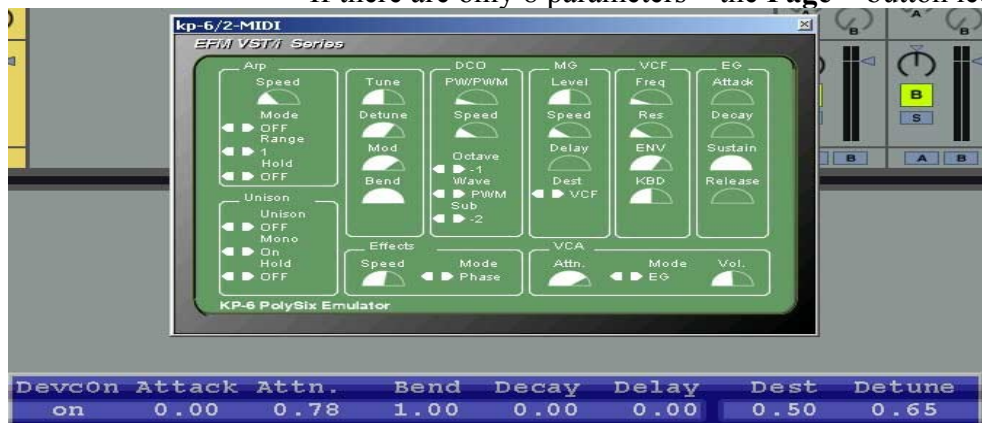 If there are only 8 parameters – the Page – button le
kp-6/2-MIDI
EFM VST/i Series
Arp
Speed
Mode
OFF
Range
1
Hold
OFF
Unison
Unison
OFF
Mono
On
Hold
OFF
Tune
Detune
Mod
Bend
DCO
PW/PWM
Speed
Octave
-1
Wave
PWM
Sub
-2
MG
Level
Speed
Delay
Dest
VCF
VCF
Freq
Res
ENV
KBD
EG
Attack
Decay
Sustain
Release
Effects
Speed
Mode
Phase
VCA
Attn.
Mode
EG
Vol.
KP-6 PolySix Emulator
B
S
B
A B
DevcOn Attack Attn. Bend Decay Delay Dest Detune
on 0.00 0.78 1.00 0.00 0.00 0.50 0.65